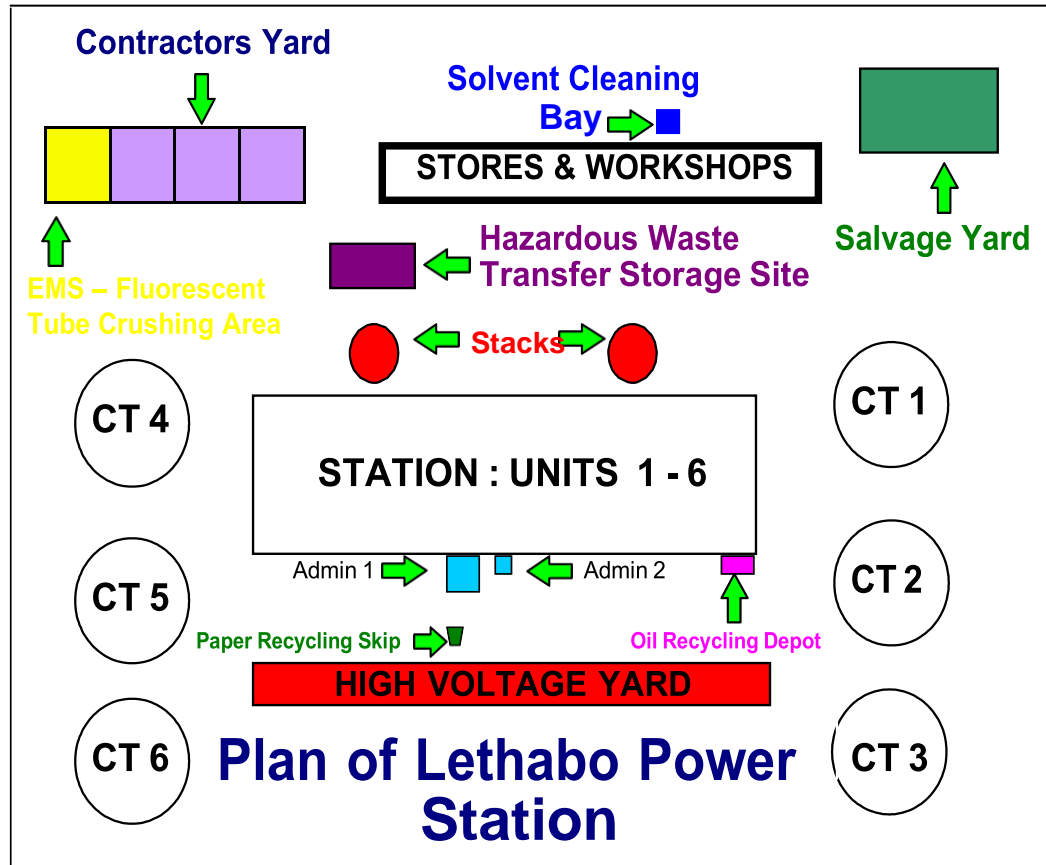 Contractors Yard
Solvent Cleaning
Bay
STORES & WORKSHOPS
Salvage Yard
Hazardous Waste
Transfer Storage Site
EMS – Fluorescent
Tube Crushing Area
Stacks
CT 4
CT 1
STATION : UNITS 1 - 6
Admin 1
Admin 2
CT 5
CT 2
Paper Recycling Skip
Oil Recycling Depot
HIGH VOLTAGE YARD
CT 6
CT 3
Plan of Lethabo Power
Station